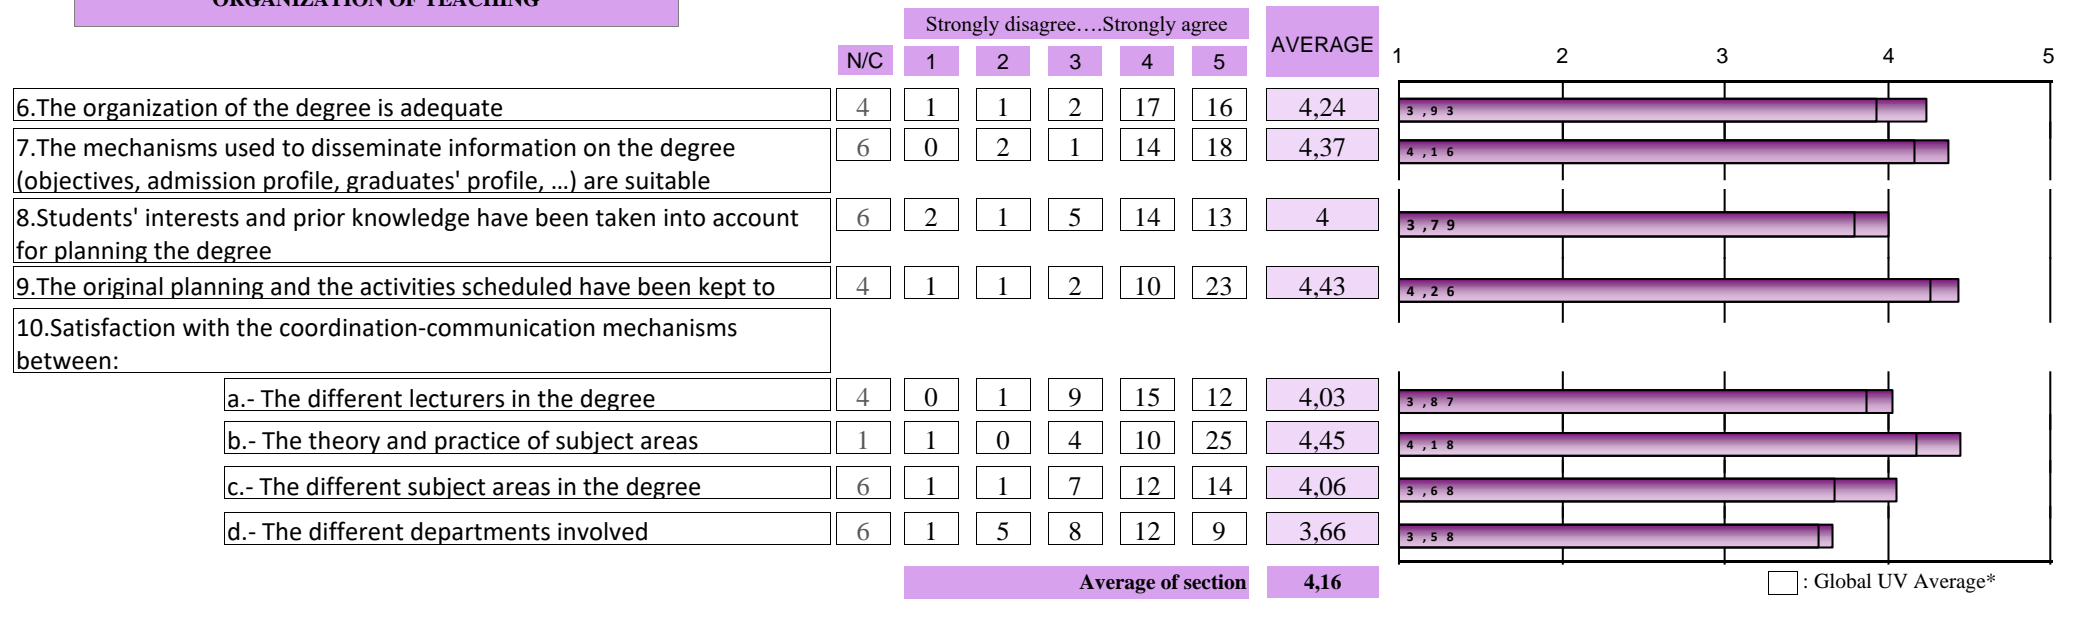 ORGANIZATION OF TEACHING
Strongly disagree….Strongly agree
AVERAGE
N/C 1 2 3 4 5
1 2 3 4 5
6.The organization of the degree is adequate 4 1 1 2 17 16 4,24 3,93
7.The mechanisms used to disseminate information on the degree 6 0 2 1 14 18 4,37 4,16
(objectives, admission profile, graduates' profile, …) are suitable
8.Students' interests and prior knowledge have been taken into account 6 2 1 5 14 13 4 3,79
for planning the degree
9.The original planning and the activities scheduled have been kept to 4 1 1 2 10 23 4,43 4,26
10.Satisfaction with the coordination-communication mechanisms
between:
a.- The different lecturers in the degree 4 0 1 9 15 12 4,03 3,87
b.- The theory and practice of subject areas 1 1 0 4 10 25 4,45 4,18
c.- The different subject areas in the degree 6 1 1 7 12 14 4,06 3,68
d.- The different departments involved 6 1 5 8 12 9 3,66 3,58
Average of section 4,16
: Global UV Average*